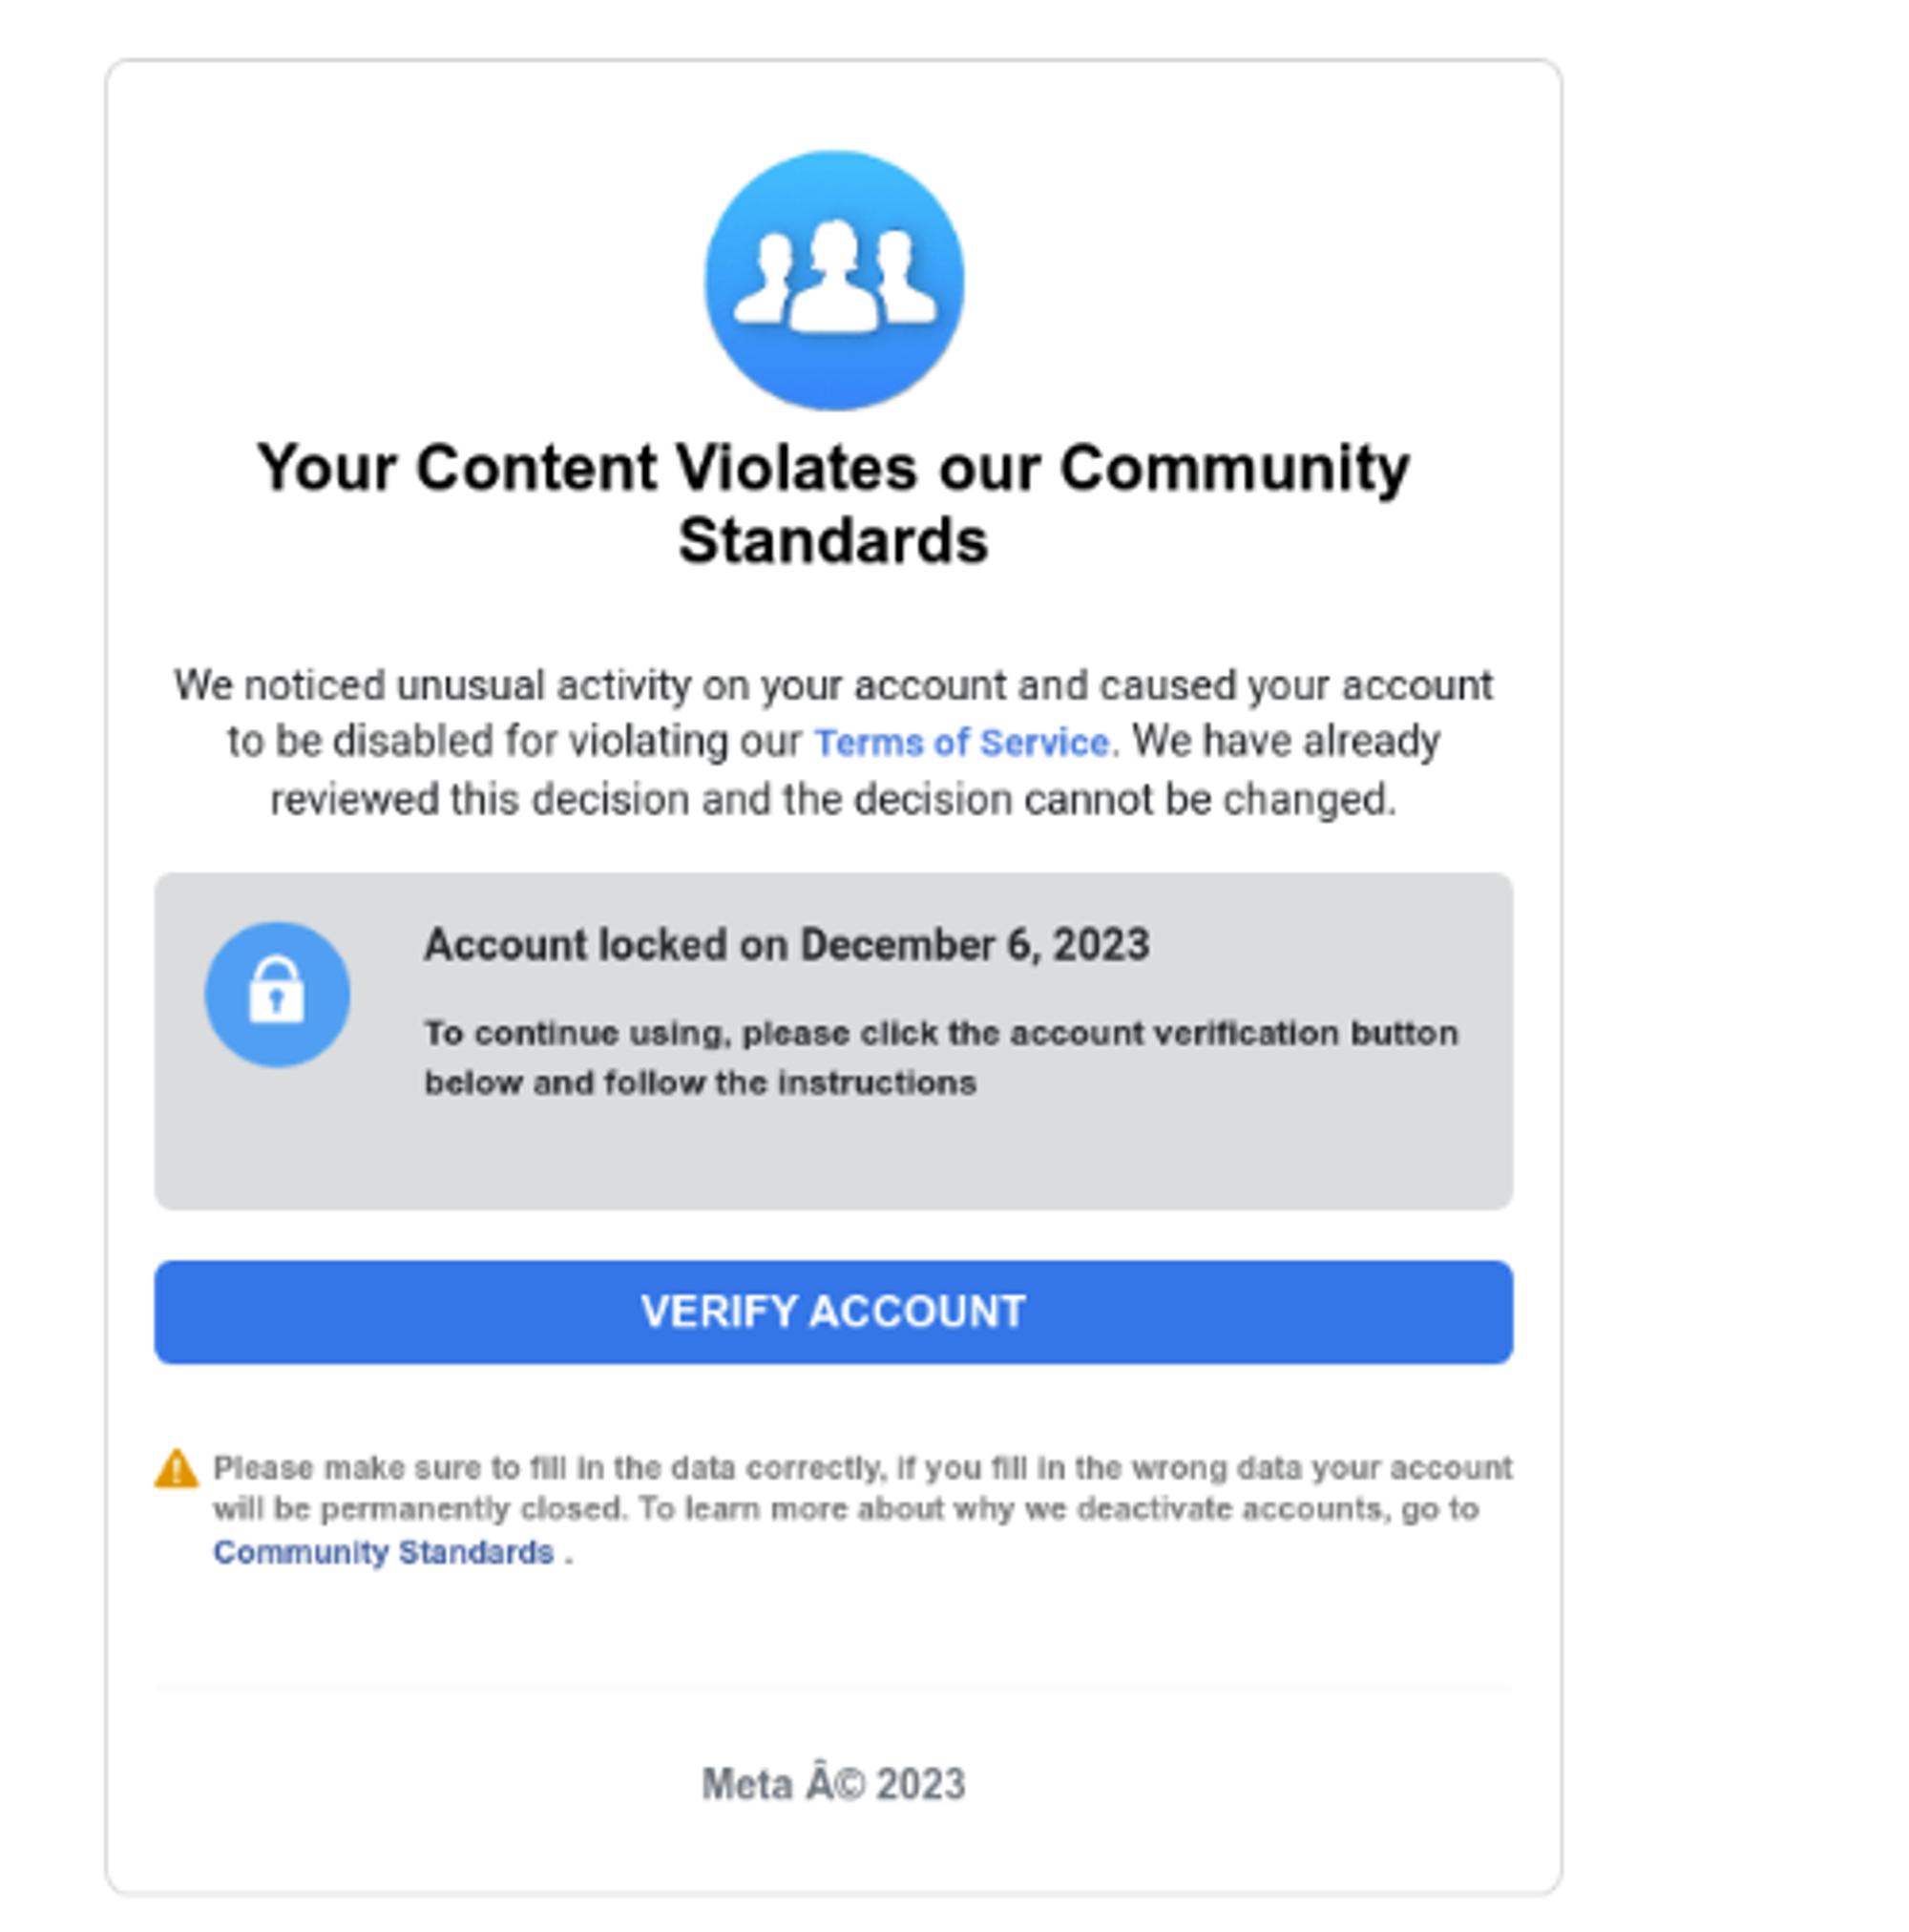 Your Content Violates our Community
Standards
We noticed unusual activity on your account and caused your account
to be disabled for violating our Terms of Service. We have already
reviewed this decision and the decision cannot be changed.
Account locked on December 6, 2023
To continue using, please click the account verification button
below and follow the instructions
VERIFY ACCOUNT
Please make sure to fill in the data correctly, if you fill in the wrong data your account
will be permanently closed. To learn more about why we deactivate accounts, go to
Community Standards .
Meta Â© 2023